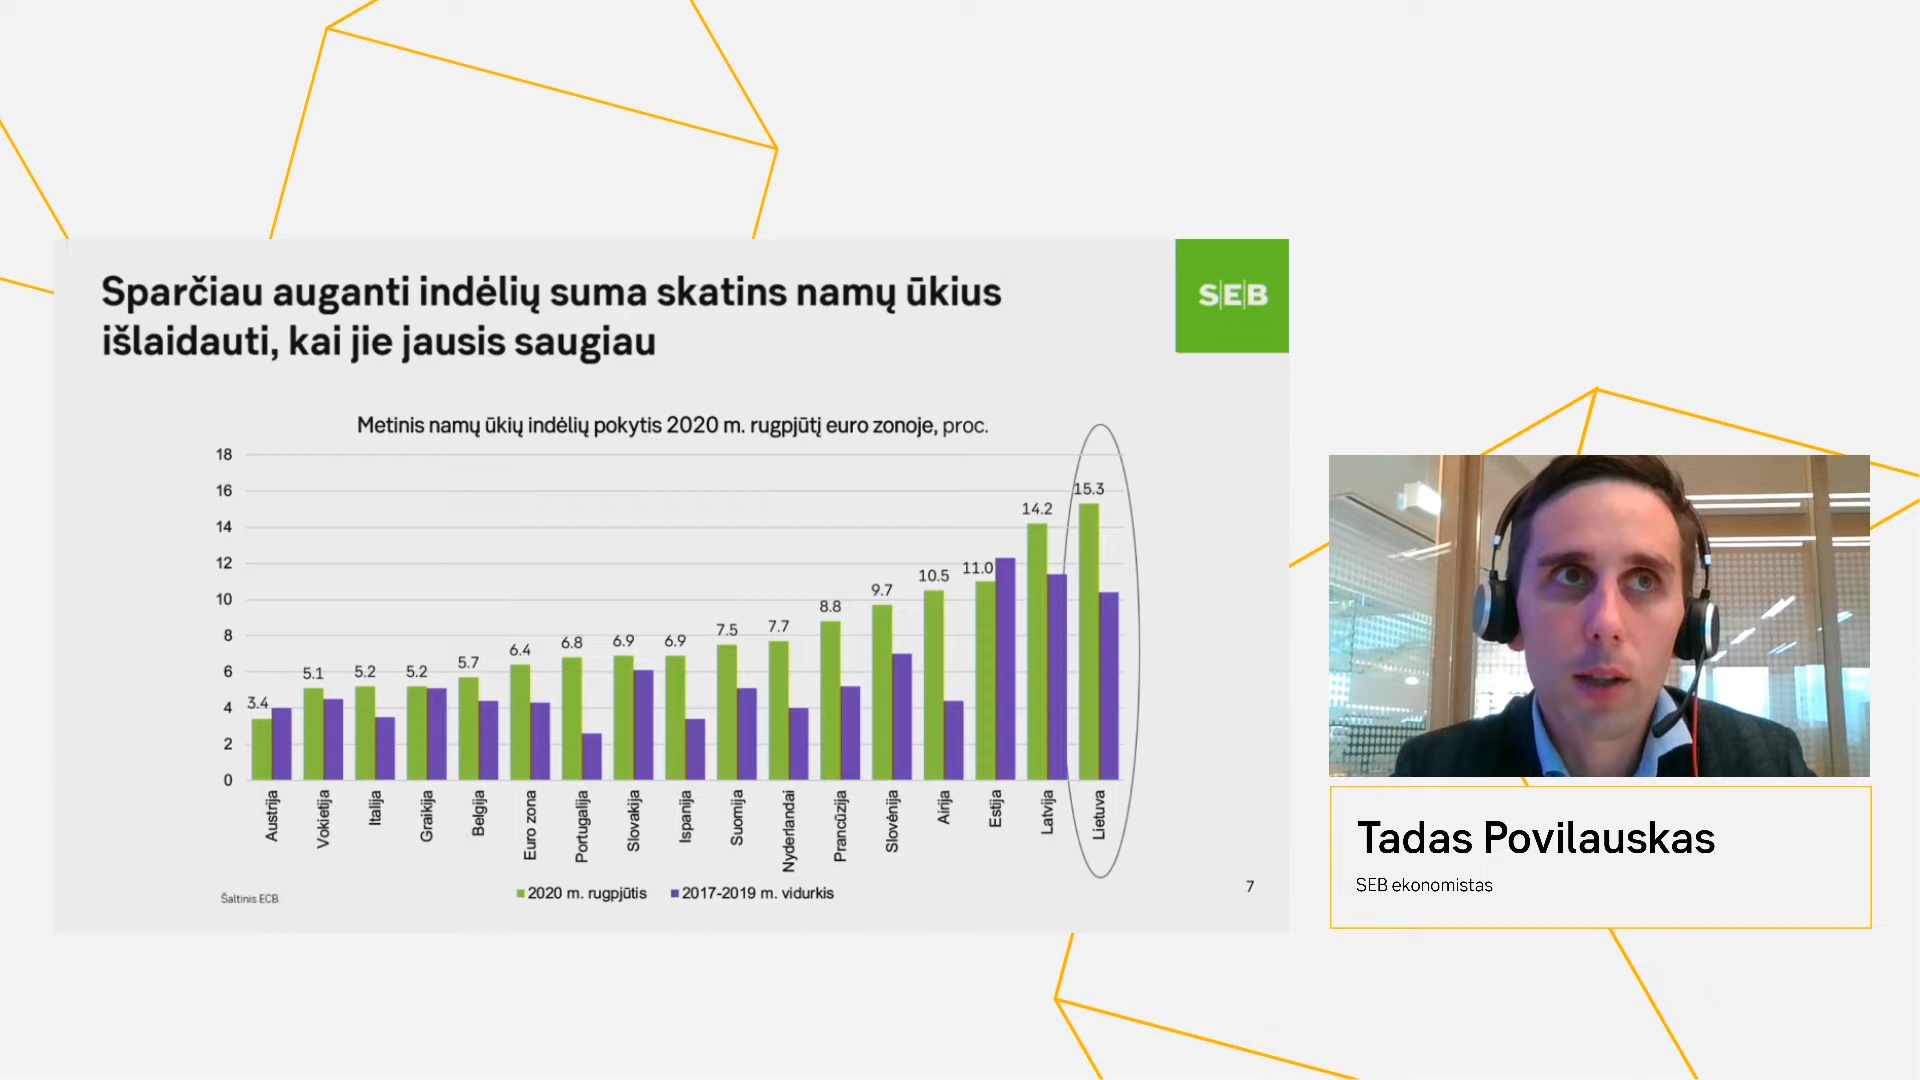 Sparčiau auganti indėlių suma skatins namų ūkius
išlaidauti, kai jie jausis saugiau
SEB
Metinis namų ūkių indėlių pokytis 2020 m. rugpjūtį euro zonoje, proc.
18
16
14
12
10
8
6
4
2
0
3.4
5.1
5.2
5.2
5.7
6.4
6.8
6.9
6.9
7.5
7.7
8.8
9.7
10.5
11.0
14.2
15.3
Austrija
Vokietija
Italija
Graikija
Belgija
Euro zona
Portugalija
Slovakija
Ispanija
Suomija
Nyderlandai
Prancūzija
Slovėnija
Airija
Estija
Latvija
Lietuva
2020 m. rugpjūtis
2017-2019 m. vidurkis
Šaltinis ECB.
7
Tadas Povilauskas
SEB ekonomistas